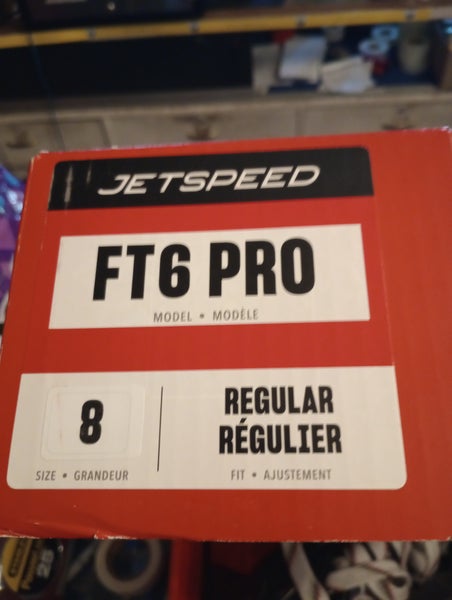 JETSPEED
FT6 PRO
MODEL • MODÈLE
8
SIZE • GRANDEUR
REGULAR
RÉGULIER
FIT • AJUSTEMENT